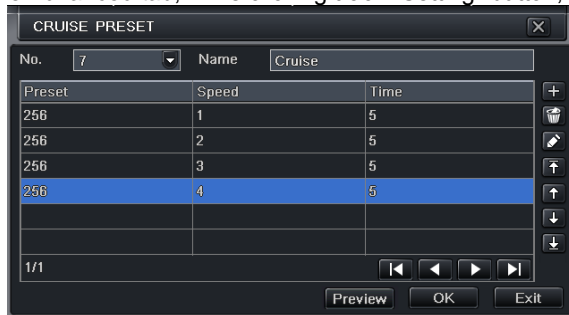 CRUISE PRESET
No. 7 Name Cruise
Preset Speed Time
256 1 5
256 2 5
256 3 5
256 4 5
1/1
Preview OK Exit